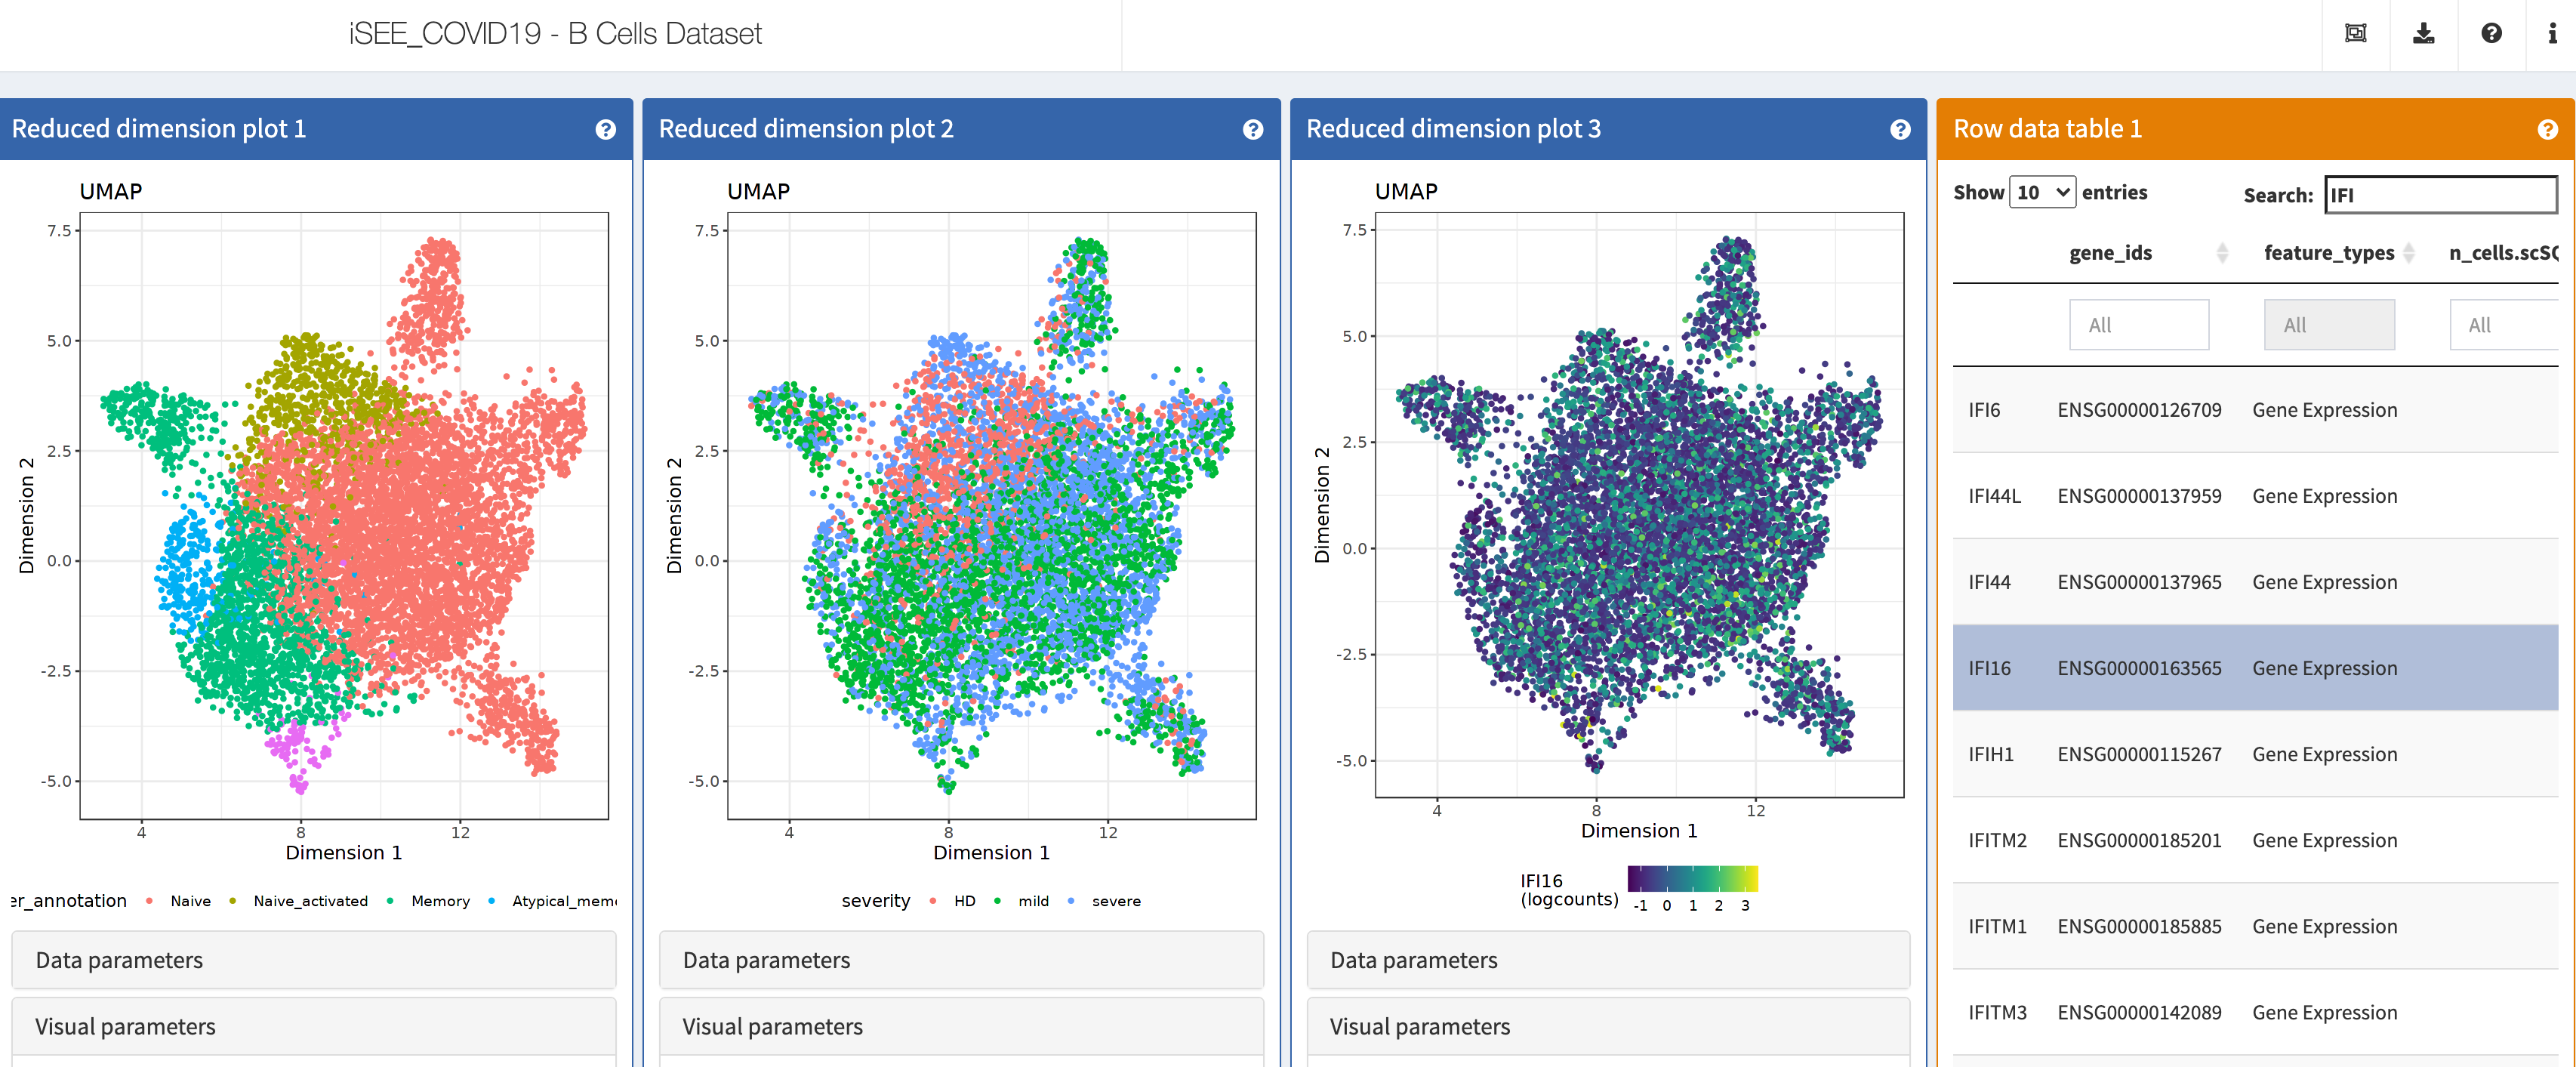 iSEE_COVID19 - B Cells Dataset
Reduced dimension plot 1
UMAP
7.5
5.0
2.5
0.0
-2.5
-5.0
Dimension 2
4 8 12
Dimension 1
er_annotation Naive Naive_activated Memory Atypical_mem
Data parameters
Visual parameters
Reduced dimension plot 2
UMAP
7.5
5.0
2.5
0.0
-2.5
-5.0
Dimension 2
4 8 12
Dimension 1
severity HD mild severe
Data parameters
Visual parameters
Reduced dimension plot 3
UMAP
7.5
5.0
2.5
0.0
-2.5
-5.0
Dimension 2
4 8 12
Dimension 1
IFI16
(logcounts)
-1 0 1 2 3
Data parameters
Visual parameters
Row data table 1
Show 10 entries
Search: IFI
gene_ids feature_types n_cells.scSC
All All All
IFI6 ENSG00000126709 Gene Expression
IFI44L ENSG00000137959 Gene Expression
IFI44 ENSG00000137965 Gene Expression
IFI16 ENSG00000163565 Gene Expression
IFIH1 ENSG00000115267 Gene Expression
IFITM2 ENSG00000185201 Gene Expression
IFITM1 ENSG00000185885 Gene Expression
IFITM3 ENSG00000142089 Gene Expression